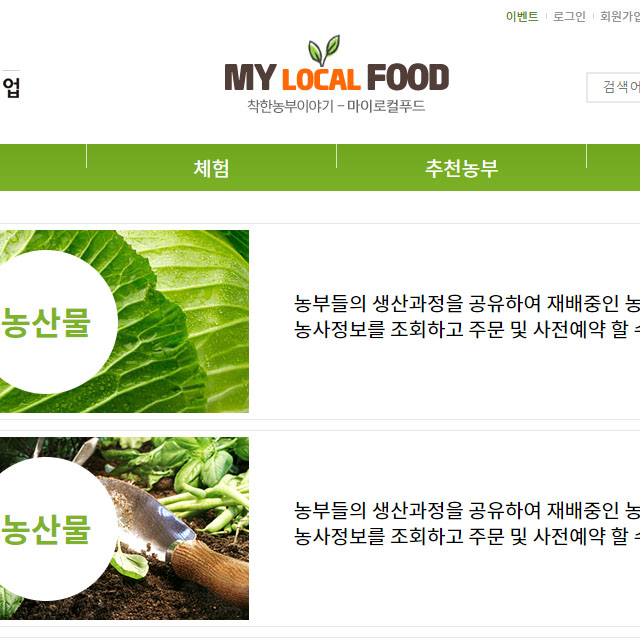 이벤트 로그인 회원가입
업
MY LOCAL FOOD
착한농부이야기 - 마이로컬푸드
검색어
체험 추천농부
농산물
농부들의 생산과정을 공유하여 재배중인 농
농사정보를 조회하고 주문 및 사전예약 할 수
농산물
농부들의 생산과정을 공유하여 재배중인 농
농사정보를 조회하고 주문 및 사전예약 할 수